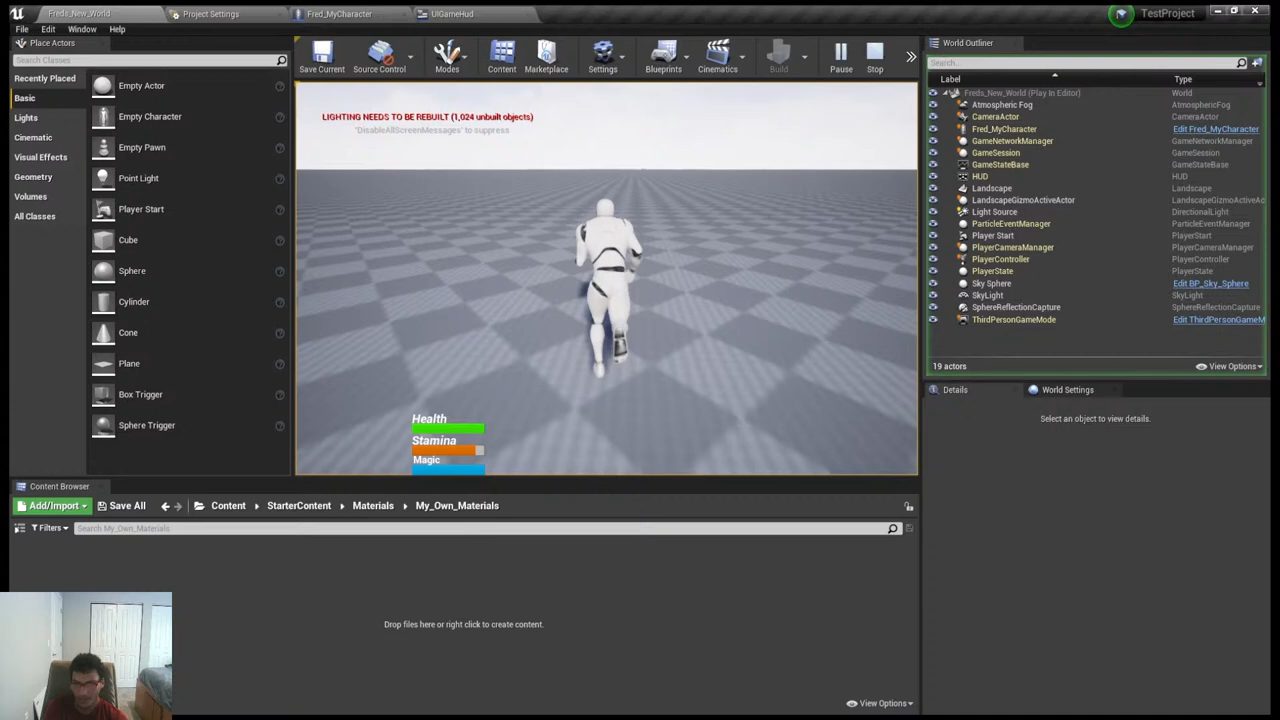 Freds_New_World
Project Settings
Fred_MyCharacter
UIGameHud
TestProject
File Edit Window Help
Place Actors
Search Classes
Recently Placed
Basic
Lights
Cinematic
Visual Effects
Geometry
Volumes
All Classes
Empty Actor
Empty Character
Empty Pawn
Point Light
Player Start
Cube
Sphere
Cylinder
Cone
Plane
Box Trigger
Sphere Trigger
Save Current
Source Control
Modes
Content
Marketplace
Settings
Blueprints
Cinematics
Build
Pause
Stop
LIGHTING NEEDS TO BE REBUILT (1,024 unbuilt objects)
'DisableAllScreenMessages' to suppress
Health
Stamina
Magic
World Outliner
Search...
Label Type
Freds_New_World (Play In Editor) World
Atmospheric Fog AtmosphericFog
CameraActor CameraActor
Fred_MyCharacter Edit Fred_MyCharacter
GameNetworkManager GameNetworkManager
GameSession GameSession
GameStateBase GameStateBase
HUD HUD
Landscape Landscape
LandscapeGizmoActiveActor LandscapeGizmoActiveAc
Light Source DirectionalLight
ParticleEventManager ParticleEventManager
Player Start PlayerStart
PlayerCameraManager PlayerCameraManager
PlayerController PlayerController
PlayerState PlayerState
Sky Sphere Edit BP_Sky_Sphere
SkyLight SkyLight
SphereReflectionCapture SphereReflectionCapture
ThirdPersonGameMode Edit ThirdPersonGameM
19 actors View Options
Details
World Settings
Select an object to view details.
Content Browser
Add/Import Save All Content StarterContent Materials My_Own_Materials
Filters Search My_Own_Materials
Drop files here or right click to create content.
View Options